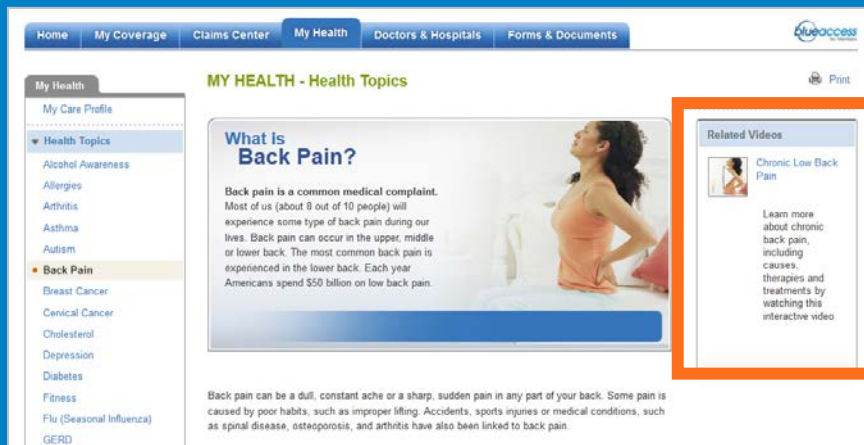 Home My Coverage Claims Center My Health Doctors & Hospitals Forms & Documents
blueaccess
for Members
My Health
My Care Profile
Health Topics
Alcohol Awareness
Allergies
Arthritis
Asthma
Autism
Back Pain
Breast Cancer
Cervical Cancer
Cholesterol
Depression
Diabetes
Fitness
Flu (Seasonal Influenza)
GERD
MY HEALTH - Health Topics
Print
What is
Back Pain?
Back pain is a common medical complaint.
Most of us (about 8 out of 10 people) will
experience some type of back pain during our
lives. Back pain can occur in the upper, middle
or lower back. The most common back pain is
experienced in the lower back. Each year
Americans spend $50 billion on low back pain.
Back pain can be a dull, constant ache or a sharp, sudden pain in any part of your back. Some pain is
caused by poor habits, such as improper lifting. Accidents, sports injuries or medical conditions, such
as spinal disease, osteoporosis, and arthritis have also been linked to back pain.
Related Videos
Chronic Low Back
Pain
Learn more
about chronic
back pain,
including
causes,
therapies and
treatments by
watching this
interactive video